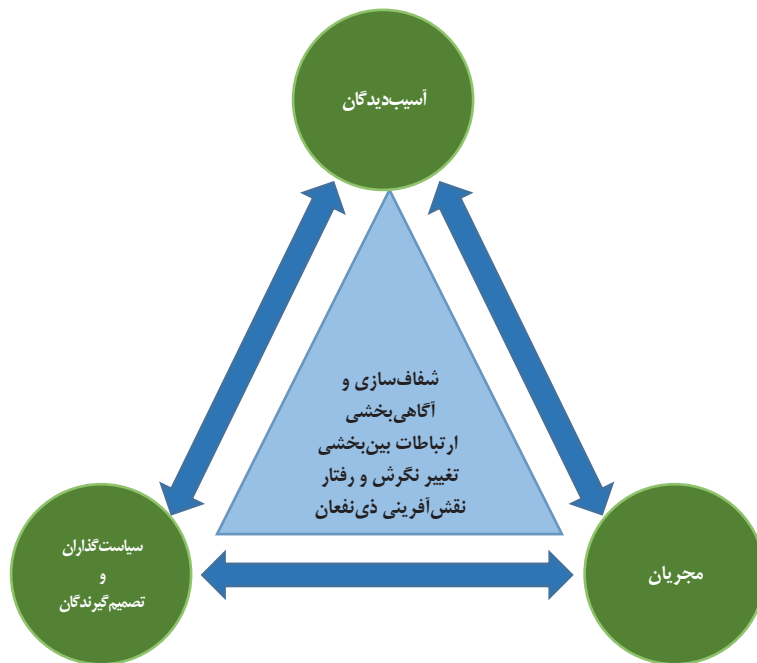 آسیب‌دیدگان
شفاف‌سازی و
آگاهی‌بخشی
ارتباطات بین‌بخشی
تغییر نگرش و رفتار
نقش‌آفرینی ذی‌نفعان
مجریان
سیاست‌گذاران
و
تصمیم‌گیرندگان